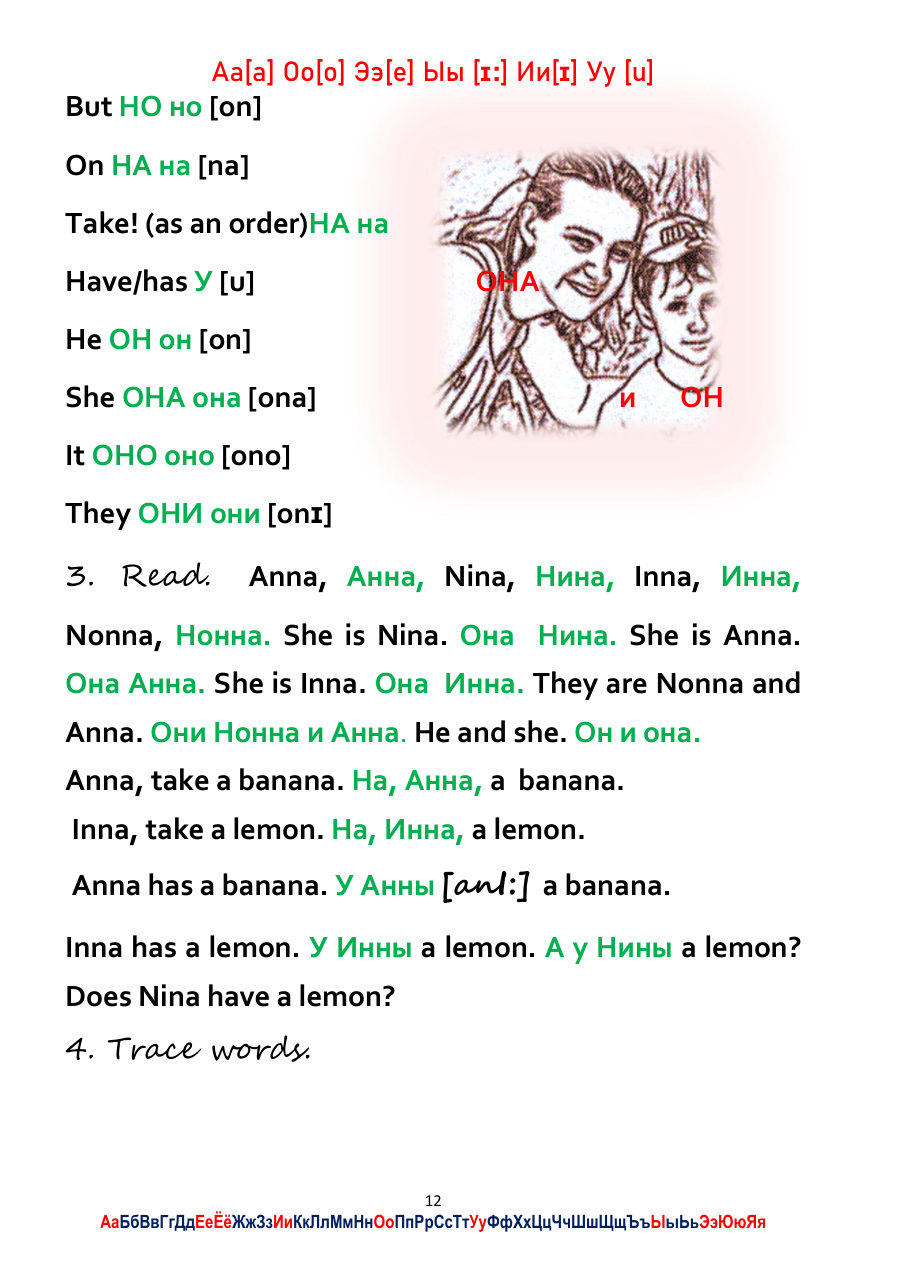 Аа[a] Оо[o] Ээ[e] Ыы [ɪ:] Ии[ɪ] Уу [u]
But НО но [on]
On НА на [na]
Take! (as an order)НА на
Have/has У [u]
ОНА
He ОН он [on]
She ОНА она [ona]
и ОН
It ОНО оно [ono]
They ОНИ они [onɪ]
3. Read. Anna, Анна, Nina, Нина, Inna, Инна,
Nonna, Нонна. She is Nina. Она Нина. She is Anna.
Она Анна. She is Inna. Она Инна. They are Nonna and
Anna. Они Нонна и Анна. He and she. Он и она.
Anna, take a banana. На, Анна, a banana.
Inna, take a lemon. На, Инна, a lemon.
Anna has a banana. У Анны [anI:] a banana.
Inna has a lemon. У Инны a lemon. А у Нины a lemon?
Does Nina have a lemon?
4. Trace words.
12
АаБбВвГгДдЕеЁёЖжЗзИиКкЛлМмНнОоПпРрСсТтУуФфХхЦцЧчШшЩщЪъЫыЬьЭэЮюЯя